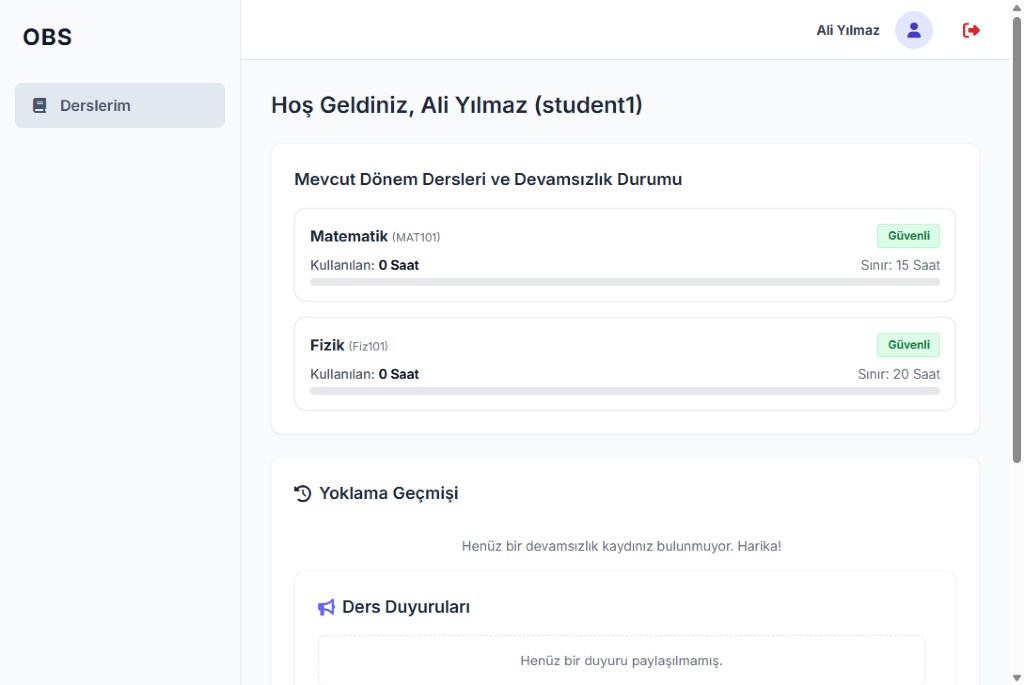 OBS
Ali Yılmaz
Derslerim
Hoş Geldiniz, Ali Yılmaz (student1)
Mevcut Dönem Dersleri ve Devamsızlık Durumu
Matematik (MAT101)
Güvenli
Kullanılan: 0 Saat
Sınır: 15 Saat
Fizik (Fiz101)
Güvenli
Kullanılan: 0 Saat
Sınır: 20 Saat
Yoklama Geçmişi
Henüz bir devamsızlık kaydınız bulunmuyor. Harika!
Ders Duyuruları
Henüz bir duyuru paylaşılmamış.